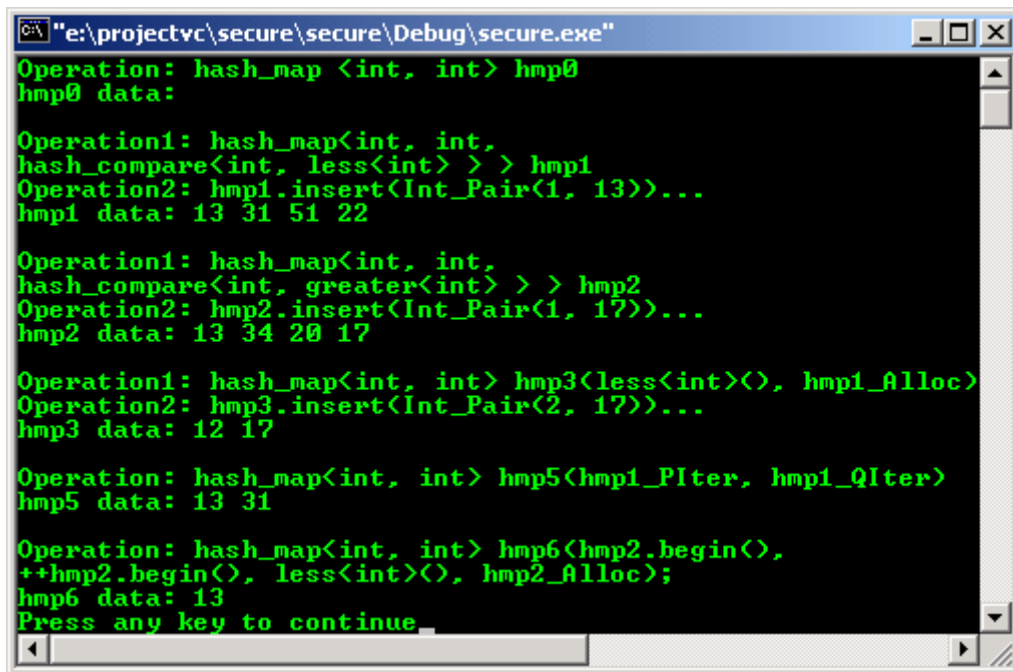 "e:\projectvc\secure\secure\Debug\secure.exe"
Operation: hash_map <int, int> hmp0
hmp0 data:
Operation1: hash_map<int, int,
hash_compare<int, less<int> > > hmp1
Operation2: hmp1.insert(Int_Pair(1, 13))...
hmp1 data: 13 31 51 22
Operation1: hash_map<int, int,
hash_compare<int, greater<int> > > hmp2
Operation2: hmp2.insert(Int_Pair(1, 17))...
hmp2 data: 13 34 20 17
Operation1: hash_map<int, int> hmp3(less<int>(), hmp1_Alloc)
Operation2: hmp3.insert(Int_Pair(2, 17))...
hmp3 data: 12 17
Operation: hash_map<int, int> hmp5(hmp1_PIter, hmp1_QIter)
hmp5 data: 13 31
Operation: hash_map<int, int> hmp6(hmp2.begin(),
++hmp2.begin(), less<int>(), hmp2_Alloc);
hmp6 data: 13
Press any key to continue_